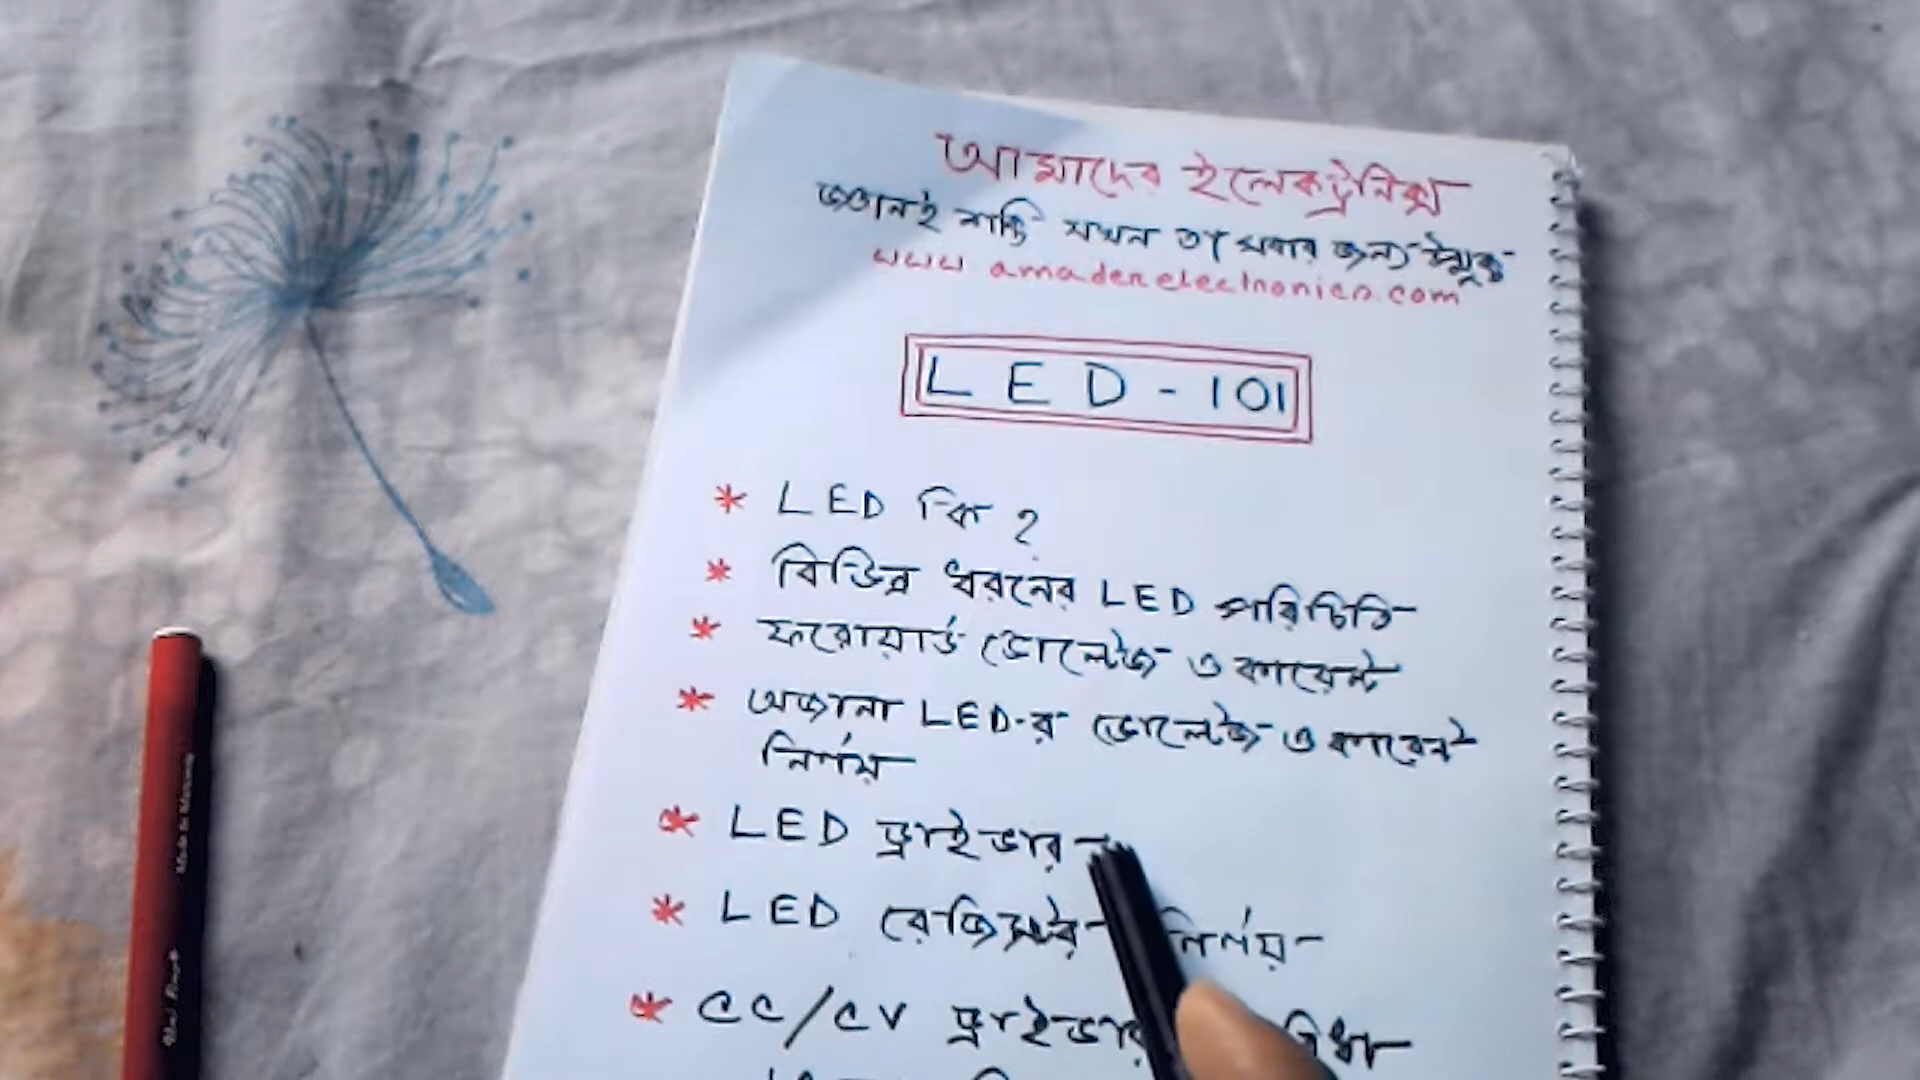 আমাদের ইলেকট্রনিক্স
জ্ঞানই শক্তি যখন তা সবার জন্য উন্মুক্ত
www amaderelectronics.com
LED-101
* LED কি ?
* বিভিন্ন ধরনের LED পরিচিতি
* ফরোয়ার্ড ভোল্টেজ ও কারেন্ট
* অজানা LED-র ভোল্টেজ ও কারেন্ট
নির্ণয়
* LED ড্রাইভার
* LED রেজিস্টর নির্ণয়
* CC/CV ড্রাইভার